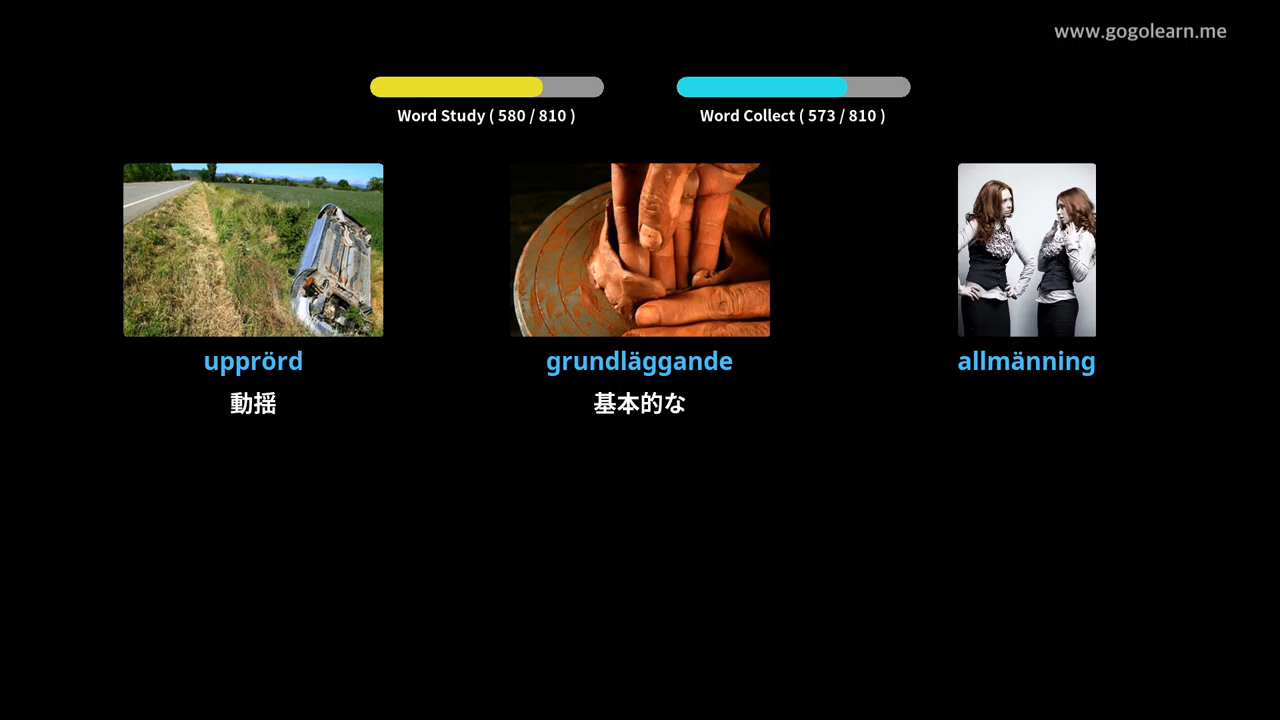 www.gogolearn.me
Word Study ( 580 / 810 )
Word Collect ( 573 / 810 )
upprörd
grundläggande
allmänning
動揺
基本的な